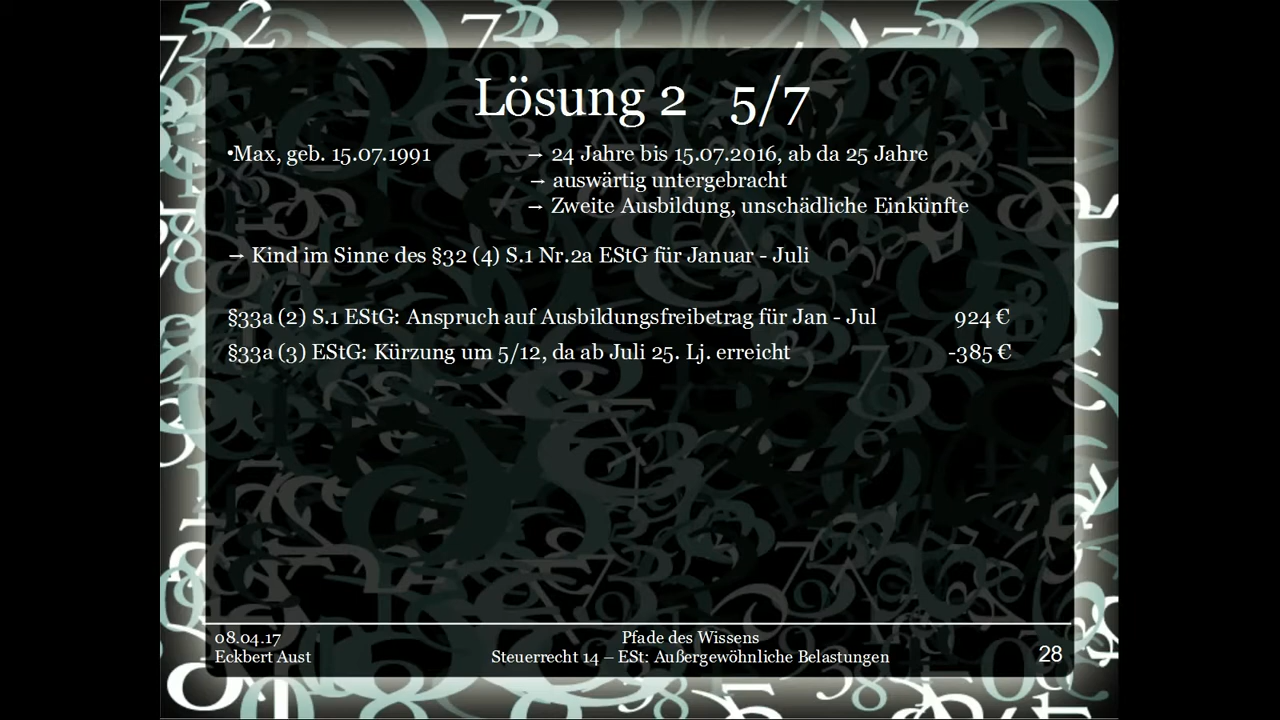 Lösung 2 5/7
•Max, geb. 15.07.1991 → 24 Jahre bis 15.07.2016, ab da 25 Jahre
→ auswärtig untergebracht
→ Zweite Ausbildung, unschädliche Einkünfte
→ Kind im Sinne des §32 (4) S.1 Nr.2a EStG für Januar - Juli
§33a (2) S.1 EStG: Anspruch auf Ausbildungsfreibetrag für Jan - Jul 924 €
§33a (3) EStG: Kürzung um 5/12, da ab Juli 25. Lj. erreicht -385 €
08.04.17 Pfade des Wissens
Eckbert Aust Steuerrecht 14 – ESt: Außergewöhnliche Belastungen 28